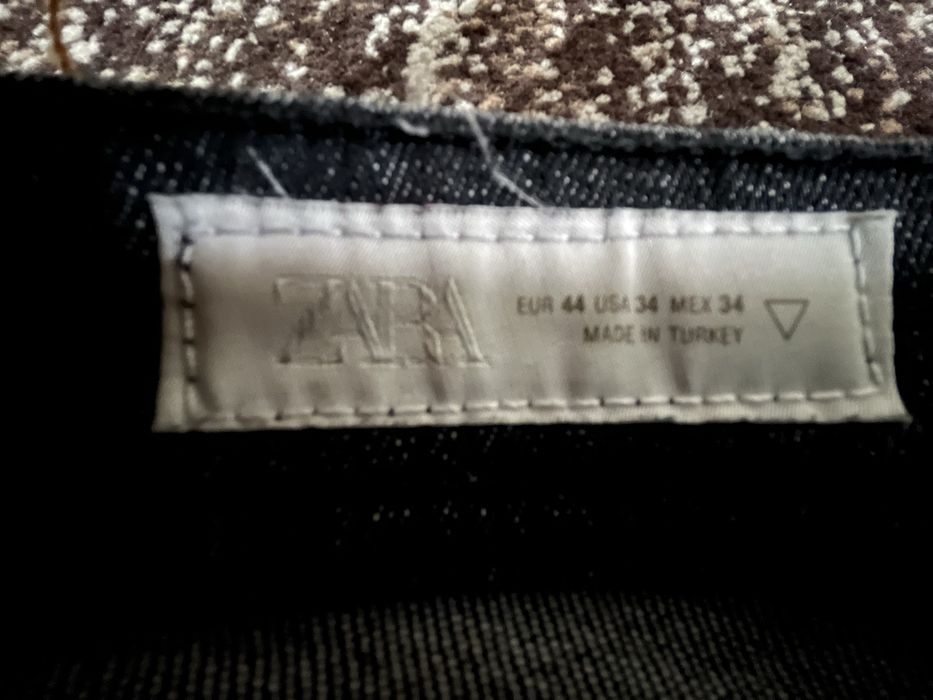 ZARA
EUR 44 USA 34 MEX 34
MADE IN TURKEY